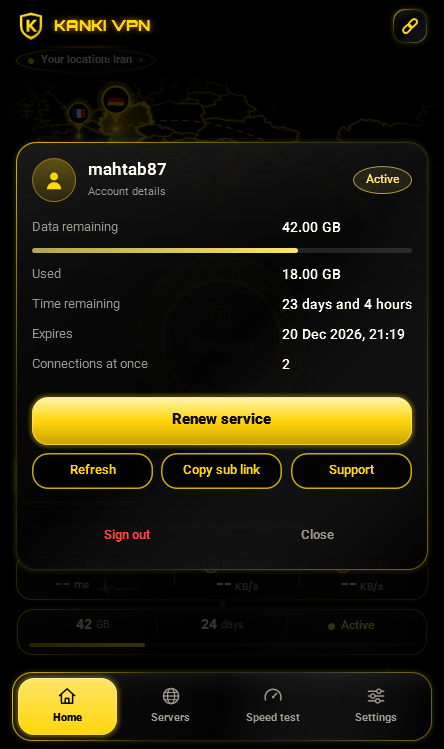 KANKI VPN
Your location: Iran
mahtab87
Account details
Active
Data remaining 42.00 GB
Used 18.00 GB
Time remaining 23 days and 4 hours
Expires 20 Dec 2026, 21:19
Connections at once 2
Connect
Renew service
Refresh Copy sub link Support
Sign out Close
-- ms -- KB/s -- KB/s
42 GB 24 days Active
Home Servers Speed test Settings